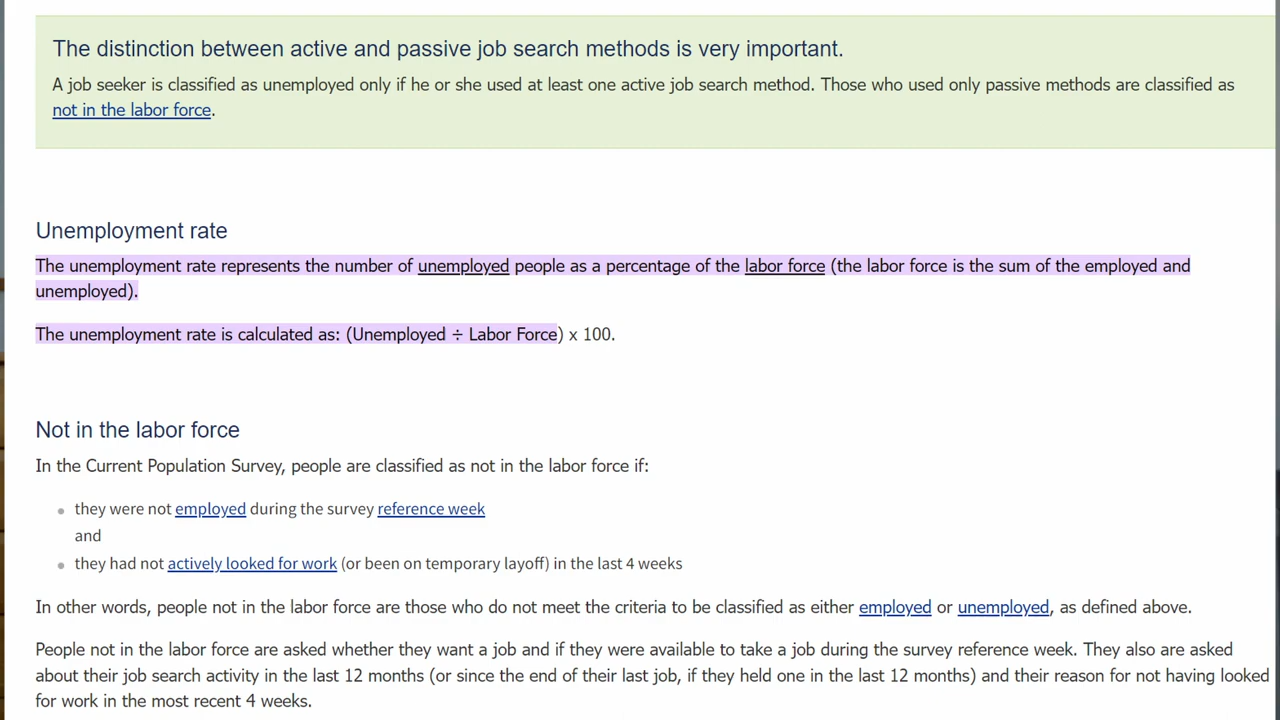 The distinction between active and passive job search methods is very important.
A job seeker is classified as unemployed only if he or she used at least one active job search method. Those who used only passive methods are classified as
not in the labor force.
Unemployment rate
The unemployment rate represents the number of unemployed people as a percentage of the labor force (the labor force is the sum of the employed and
unemployed).
The unemployment rate is calculated as: (Unemployed ÷ Labor Force) x 100.
Not in the labor force
In the Current Population Survey, people are classified as not in the labor force if:
they were not employed during the survey reference week
and
they had not actively looked for work (or been on temporary layoff) in the last 4 weeks
In other words, people not in the labor force are those who do not meet the criteria to be classified as either employed or unemployed, as defined above.
People not in the labor force are asked whether they want a job and if they were available to take a job during the survey reference week. They also are asked
about their job search activity in the last 12 months (or since the end of their last job, if they held one in the last 12 months) and their reason for not having looked
for work in the most recent 4 weeks.